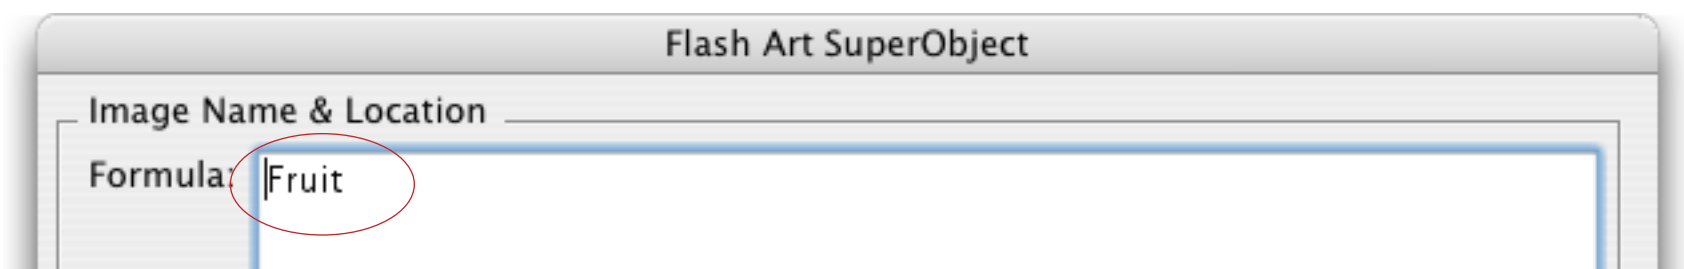 Flash Art SuperObject
Image Name & Location
Formula: Fruit